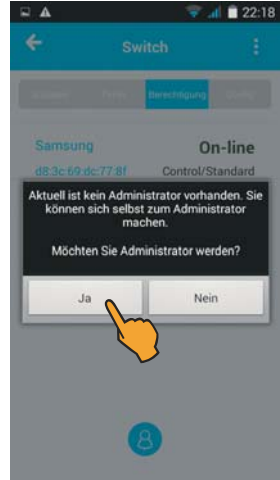 22:18
Switch
Berechtigung
Samsung
On-line
d8:3c:69:dc:77:8f
Control/Standard
Aktuell ist kein Administrator vorhanden. Sie
können sich selbst zum Administrator
machen.
Möchten Sie Administrator werden?
Ja
Nein